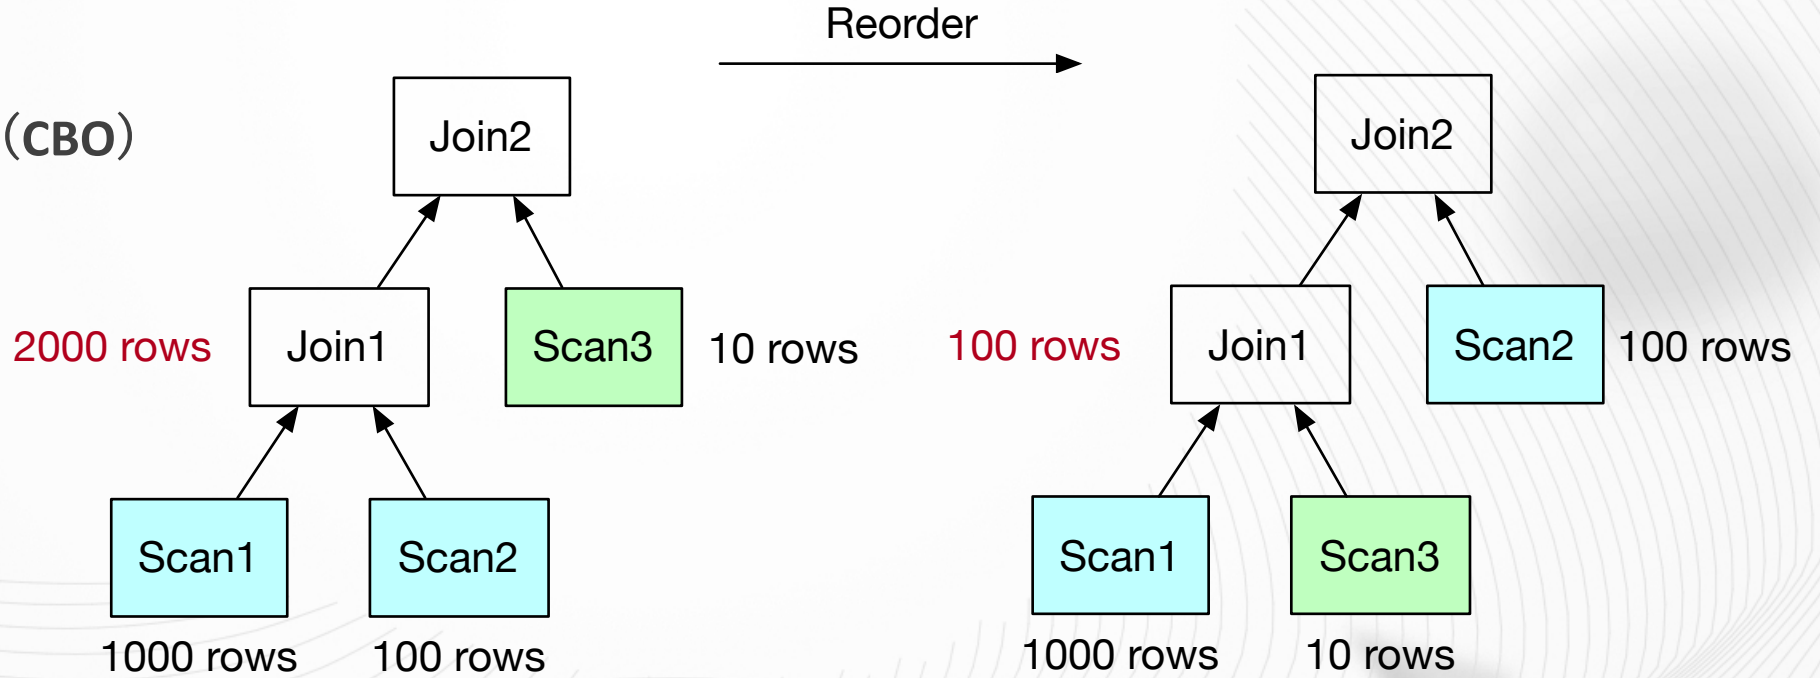 Reorder
（CBO）
Join2
Join2
2000 rows
Join1
Scan3
10 rows
100 rows
Join1
Scan2
100 rows
Scan1
Scan2
Scan1
Scan3
1000 rows
100 rows
1000 rows
10 rows